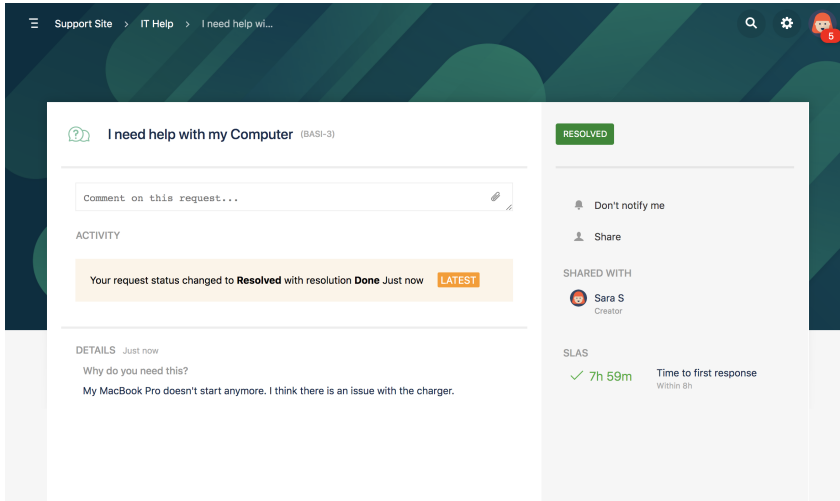 Support Site > IT Help > I need help wi...
5
I need help with my Computer (BASI-3)
RESOLVED
Comment on this request...
Don't notify me
Share
ACTIVITY
Your request status changed to Resolved with resolution Done Just now LATEST
SHARED WITH
Sara S
Creator
DETAILS Just now
Why do you need this?
My MacBook Pro doesn't start anymore. I think there is an issue with the charger.
SLAS
7h 59m Time to first response
Within 8h